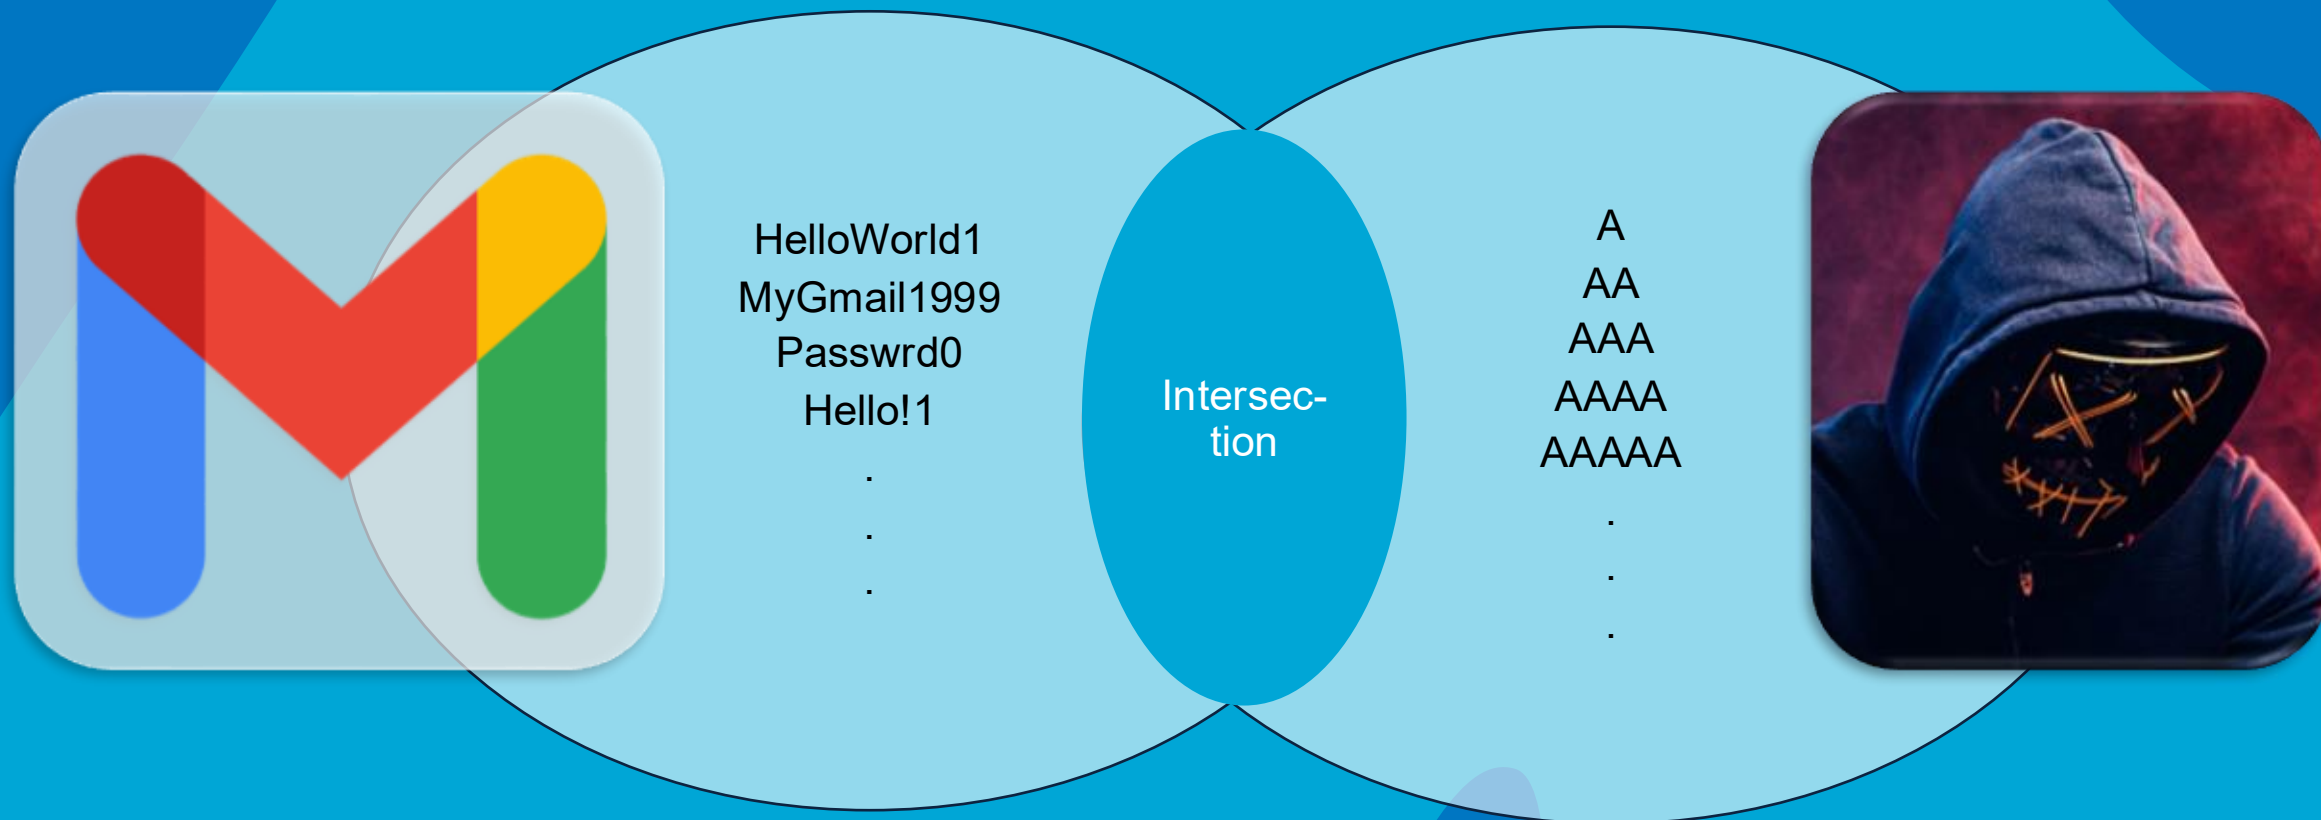 HelloWorld1
MyGmail1999
Passwrd0
Hello!1
.
.
.
Intersec-
tion
A
AA
AAA
AAAA
AAAAA
.
.
.